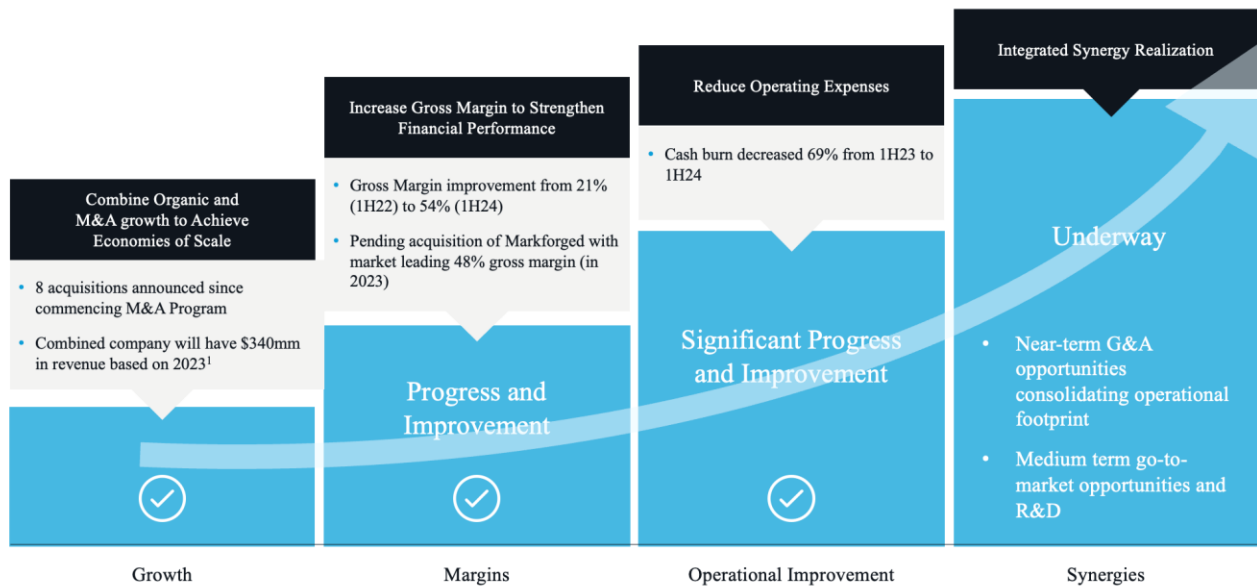 Combine Organic and
M&A growth to Achieve
Economies of Scale
• 8 acquisitions announced since
commencing M&A Program
• Combined company will have $340mm
in revenue based on 2023¹
Growth
Increase Gross Margin to Strengthen
Financial Performance
• Gross Margin improvement from 21%
(1H22) to 54% (1H24)
• Pending acquisition of Markforged with
market leading 48% gross margin (in
2023)
Progress and
Improvement
Margins
Reduce Operating Expenses
• Cash burn decreased 69% from 1H23 to
1H24
Significant Progress
and Improvement
Operational Improvement
Integrated Synergy Realization
Underway
• Near-term G&A
opportunities
consolidating operational
footprint
• Medium term go-to-
market opportunities and
R&D
Synergies